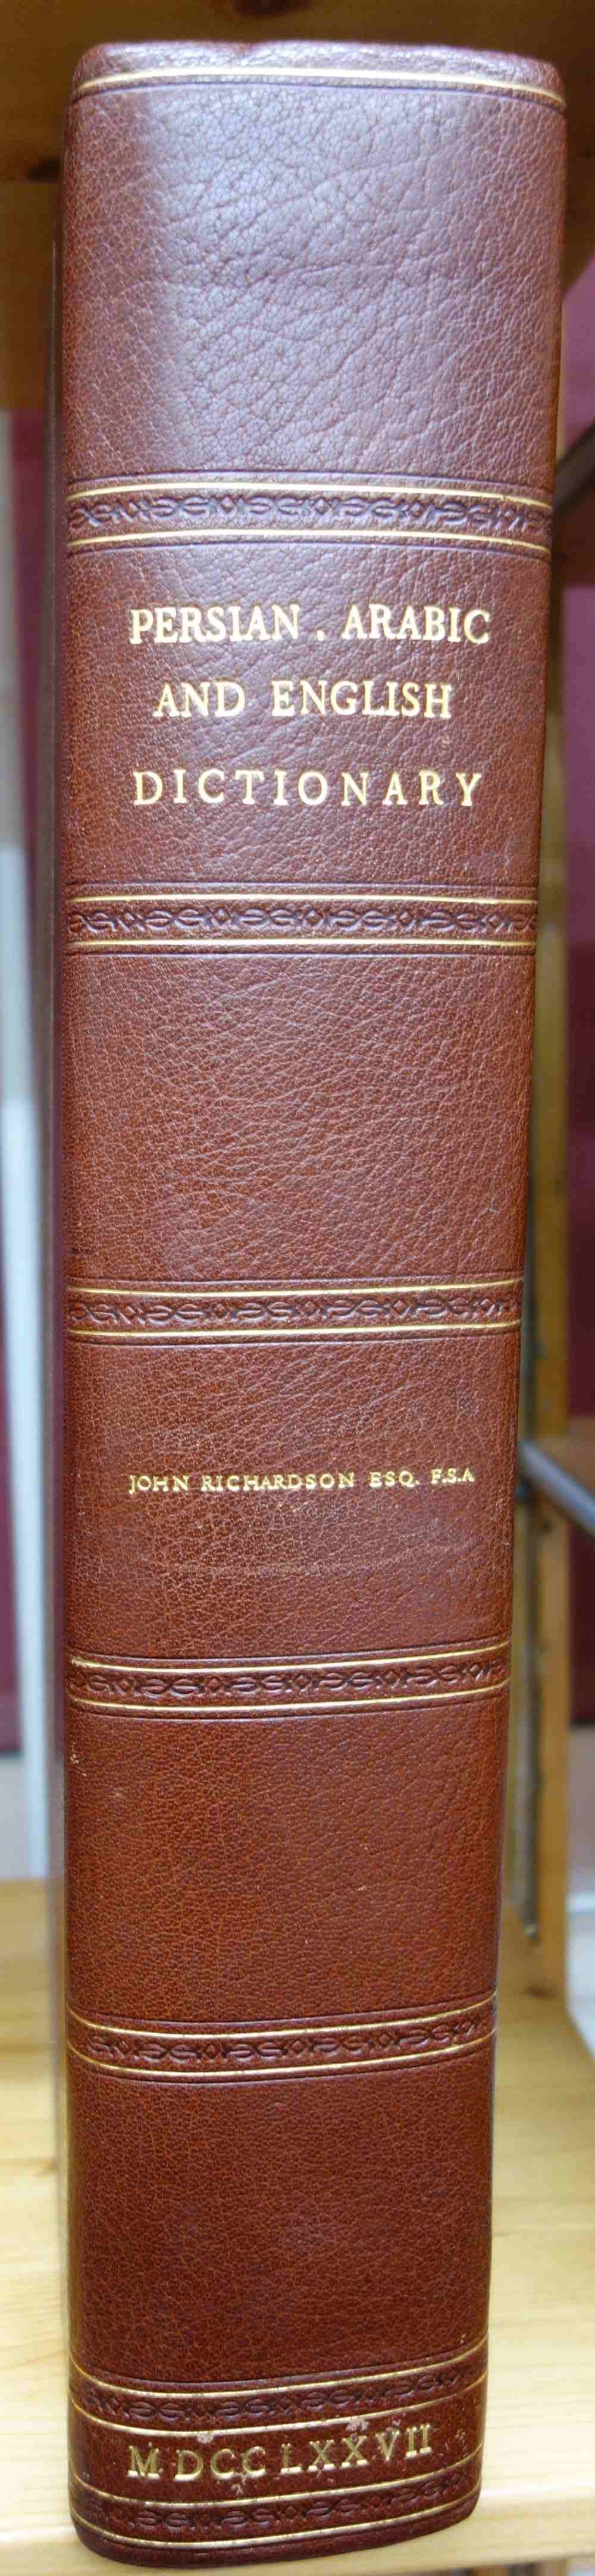 PERSIAN. ARABIC
AND ENGLISH
DICTIONARY
JOHN RICHARDSON ESQ. F.S.A
MDCCLXXVII